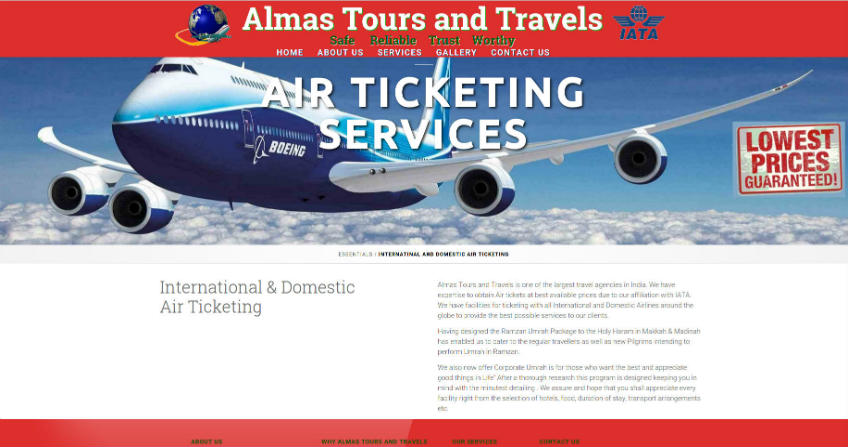 Almas Tours and Travels
IATA
Safe Reliable Trust Worthy
HOME ABOUT US SERVICES GALLERY CONTACT US
AIR TICKETING
SERVICES
BOEING
LOWEST
PRICES
GUARANTEED!
ESSENTIALS / INTERNATINAL AND DOMESTIC AIR TICKETING
International & Domestic
Air Ticketing
Almas Tours and Travels is one of the largest travel agencies in India. We have
expertise to obtain Air tickets at best available prices due to our affiliation with IATA.
We have facilities for ticketing with all International and Domestic Airlines around the
globe to provide the best possible services to our clients.
Having designed the Ramzan Umrah Package to the Holy Haram in Makkah & Madinah
has enabled us to cater to the regular travellers as well as new Pilgrims intending to
perform Umrah in Ramzan.
We also now offer Corporate Umrah is for those who want the best and appreciate
good things in Life" After a thorough research this program is designed keeping you in
mind with the minutest detailing . We assure and hope that you shall appreciate every
facility right from the selection of hotels, food, duration of stay, transport arrangements
etc.
ABOUT US WHY ALMAS TOURS AND TRAVELS OUR SERVICES CONTACT US